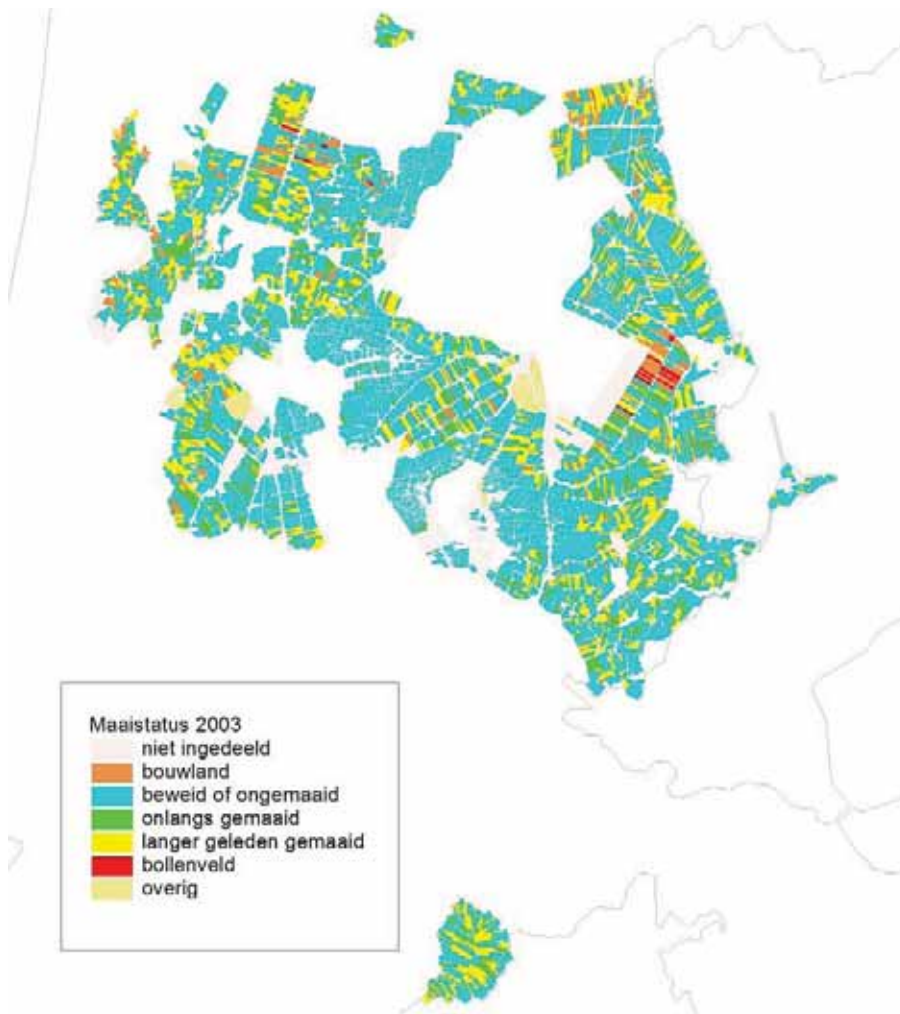 Maaistatus 2003
niet ingedeeld
bouwland
beweid of ongemaaid
onlangs gemaaid
langer geleden gemaaid
bollenveld
overig